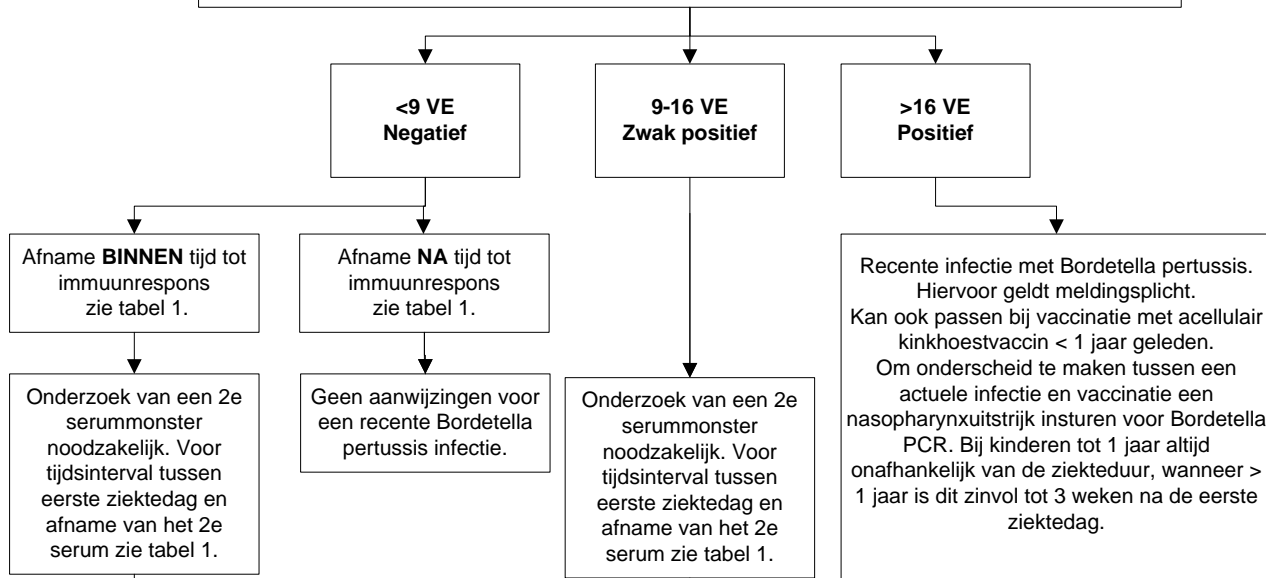 <9 VE
Negatief
9-16 VE
Zwak positief
>16 VE
Positief
Afname BINNEN tijd tot
immuunrespons
zie tabel 1.
Afname NA tijd tot
immuunrespons
zie tabel 1.
Recente infectie met Bordetella pertussis.
Hiervoor geldt meldingsplicht.
Kan ook passen bij vaccinatie met acellulair
kinkhoestvaccin < 1 jaar geleden.
Om onderscheid te maken tussen een
actuele infectie en vaccinatie een
nasopharynxuitstrijk insturen voor Bordetella
PCR. Bij kinderen tot 1 jaar altijd
onafhankelijk van de ziekteduur, wanneer >
1 jaar is dit zinvol tot 3 weken na de eerste
ziektedag.
Onderzoek van een 2e
serummonster
noodzakelijk. Voor
tijdsinterval tussen
eerste ziektedag en
afname van het 2e
serum zie tabel 1.
Geen aanwijzingen voor
een recente Bordetella
pertussis infectie.
Onderzoek van een 2e
serummonster
noodzakelijk. Voor
tijdsinterval tussen
eerste ziektedag en
afname van het 2e
serum zie tabel 1.